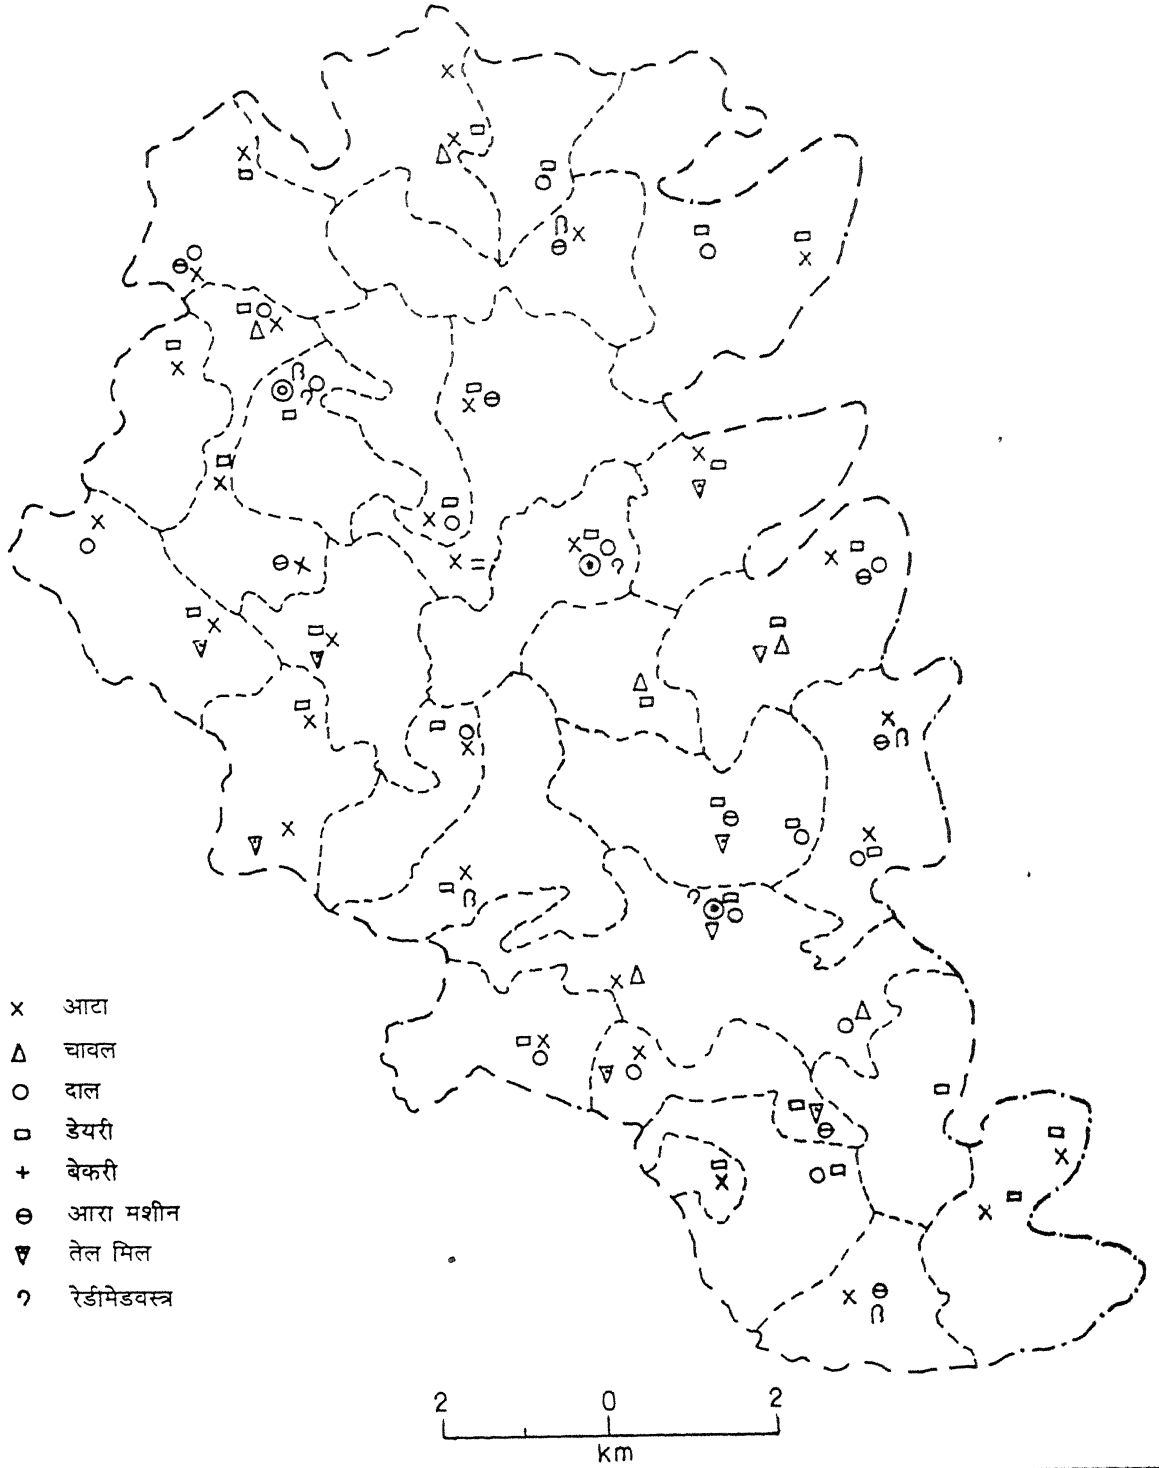 आटा
चावल
दाल
डेयरी
बेकरी
आरा मशीन
तेल मिल
रेडीमेडवस्त्र
2 0 2
km